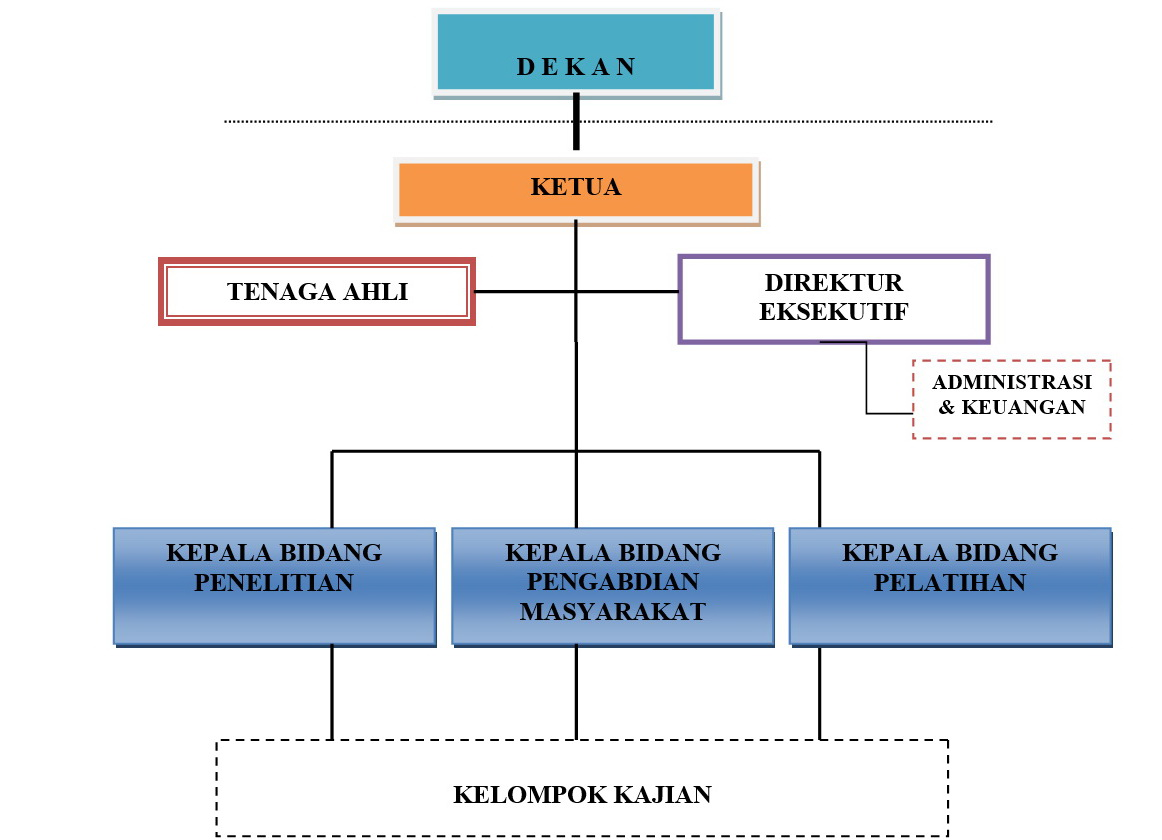 D E K A N
KETUA
TENAGA AHLI
DIREKTUR
EKSEKUTIF
ADMINISTRASI
& KEUANGAN
KEPALA BIDANG
PENELITIAN
KEPALA BIDANG
PENGABDIAN
MASYARAKAT
KEPALA BIDANG
PELATIHAN
KELOMPOK KAJIAN